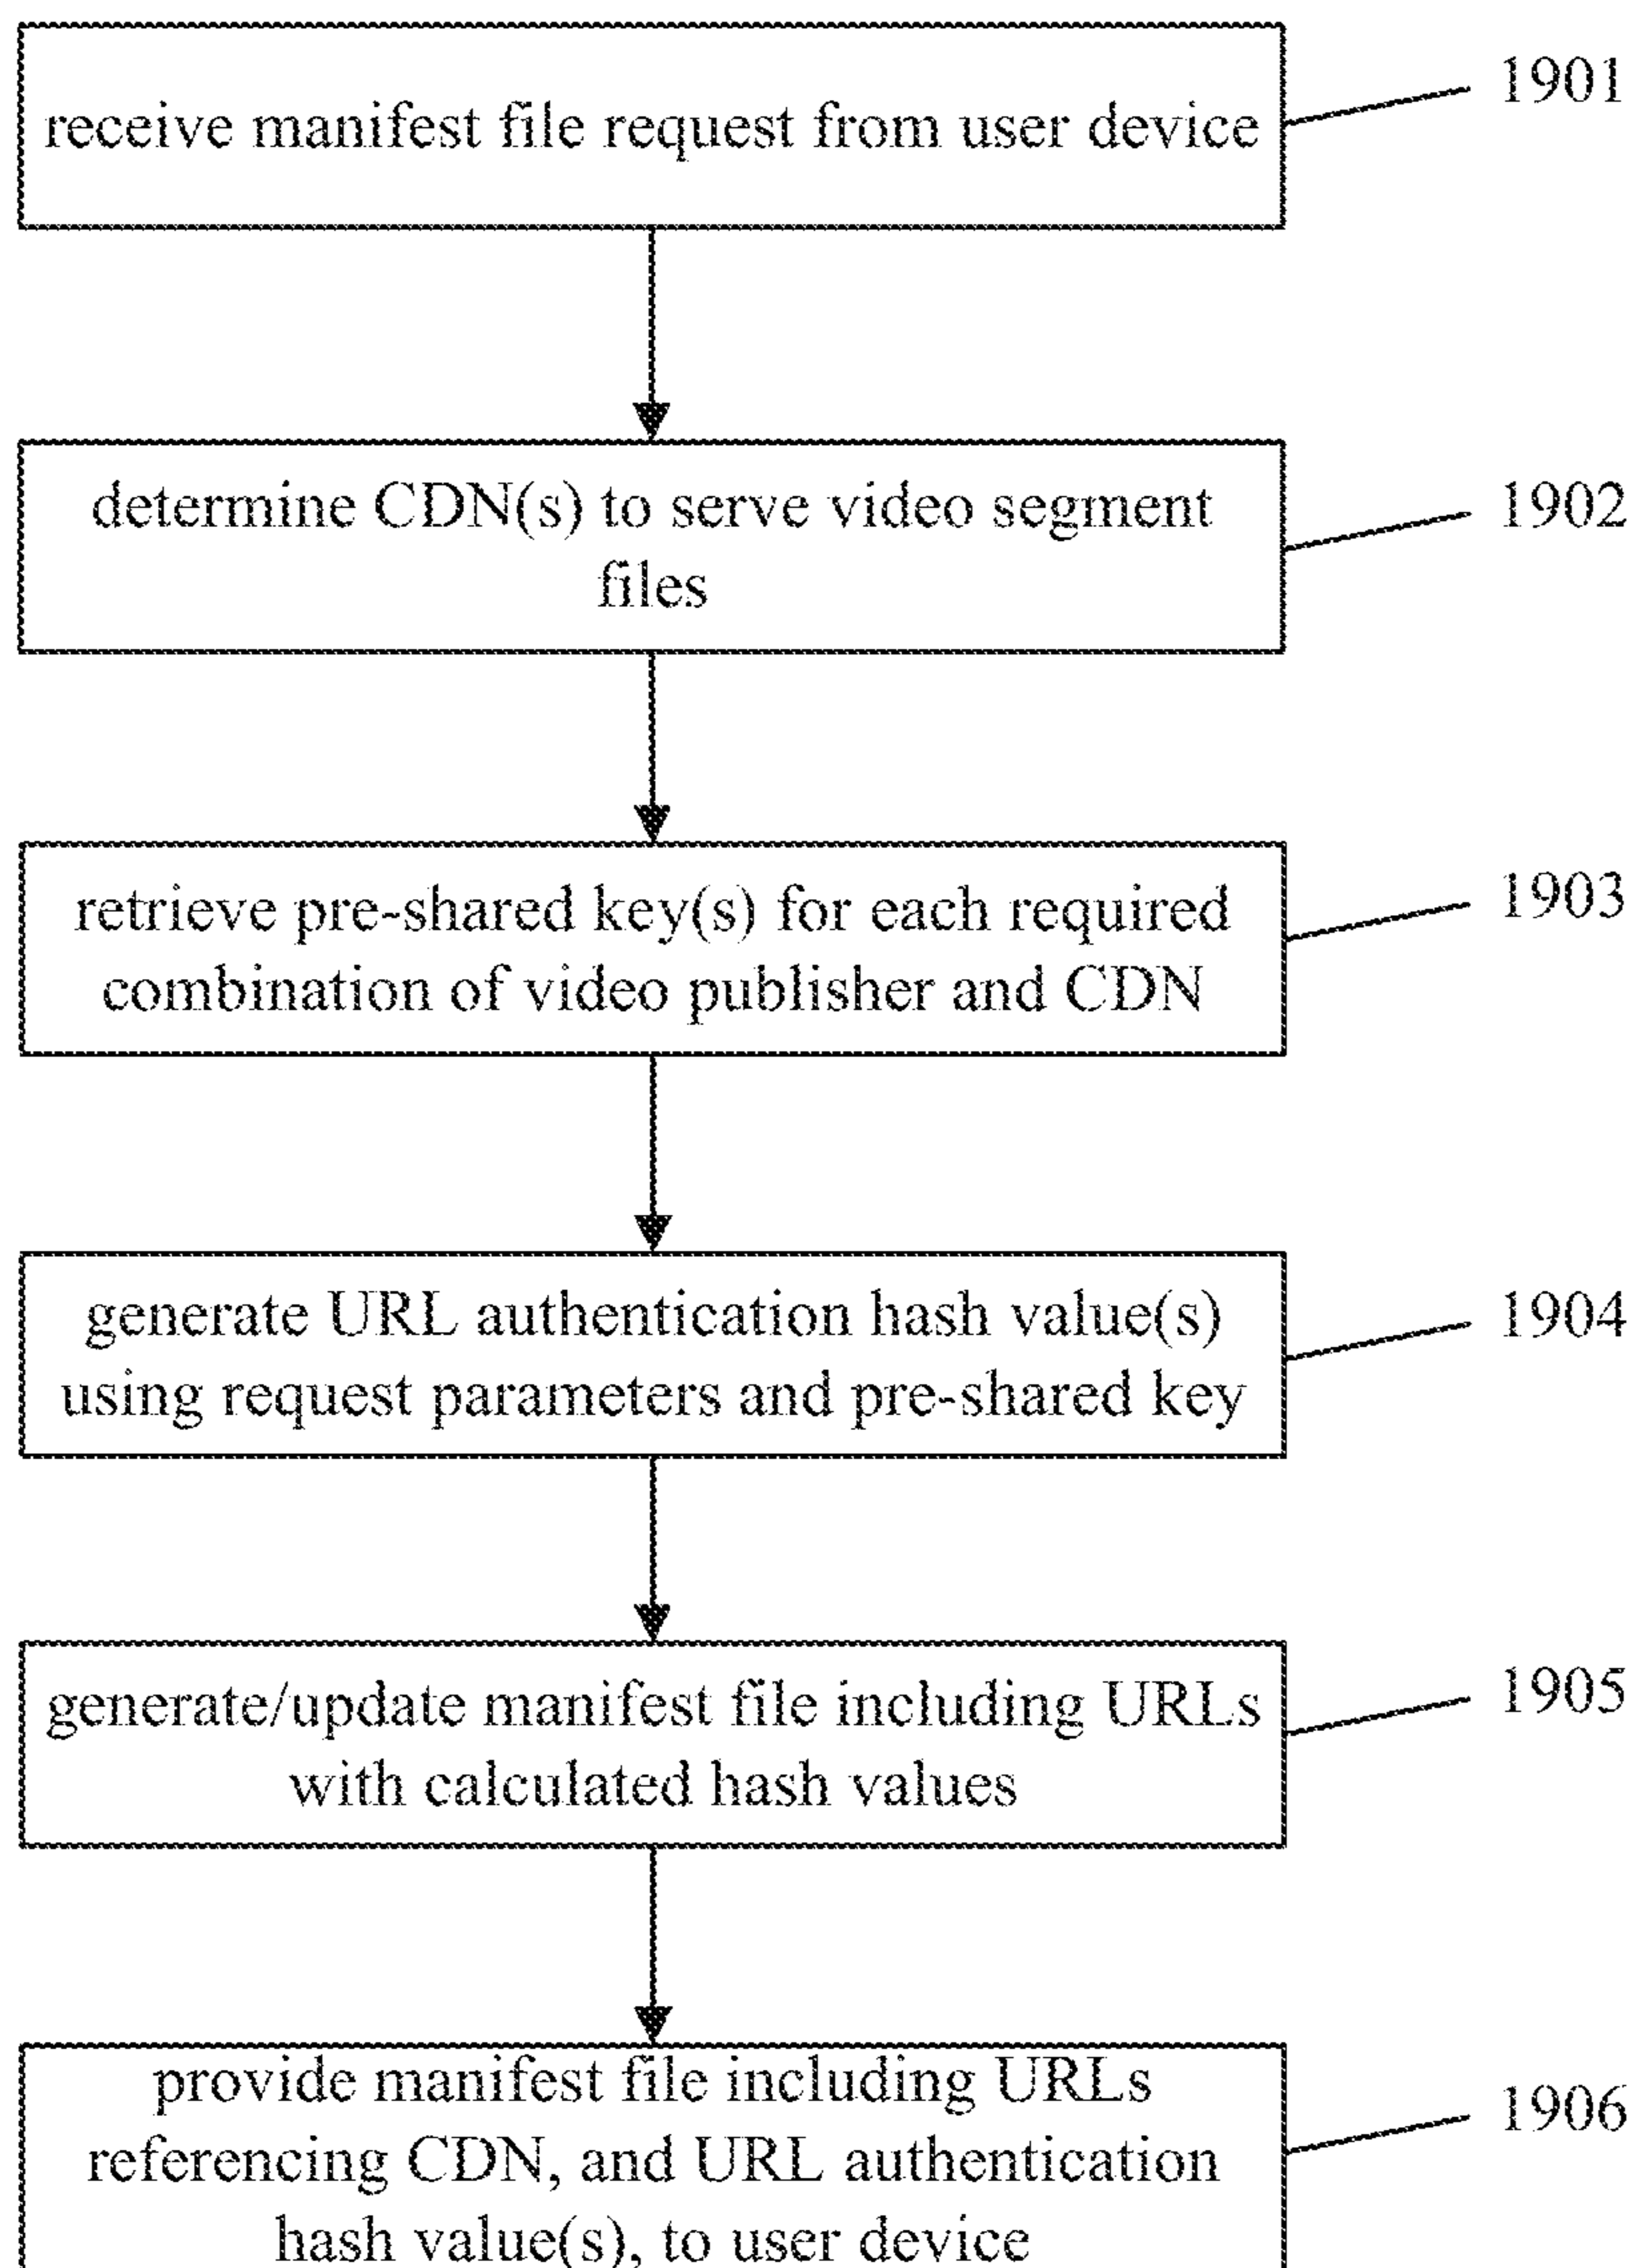 receive manifest file request from user device
1901
determine CDN(s) to serve video segment
files
1902
retrieve pre-shared key(s) for each required
combination of video publisher and CDN
1903
generate URL authentication hash value(s)
using request parameters and pre-shared key
1904
generate/update manifest file including URLs
with calculated hash values
1905
provide manifest file including URLs
referencing CDN, and URL authentication
hash value(s), to user device
1906